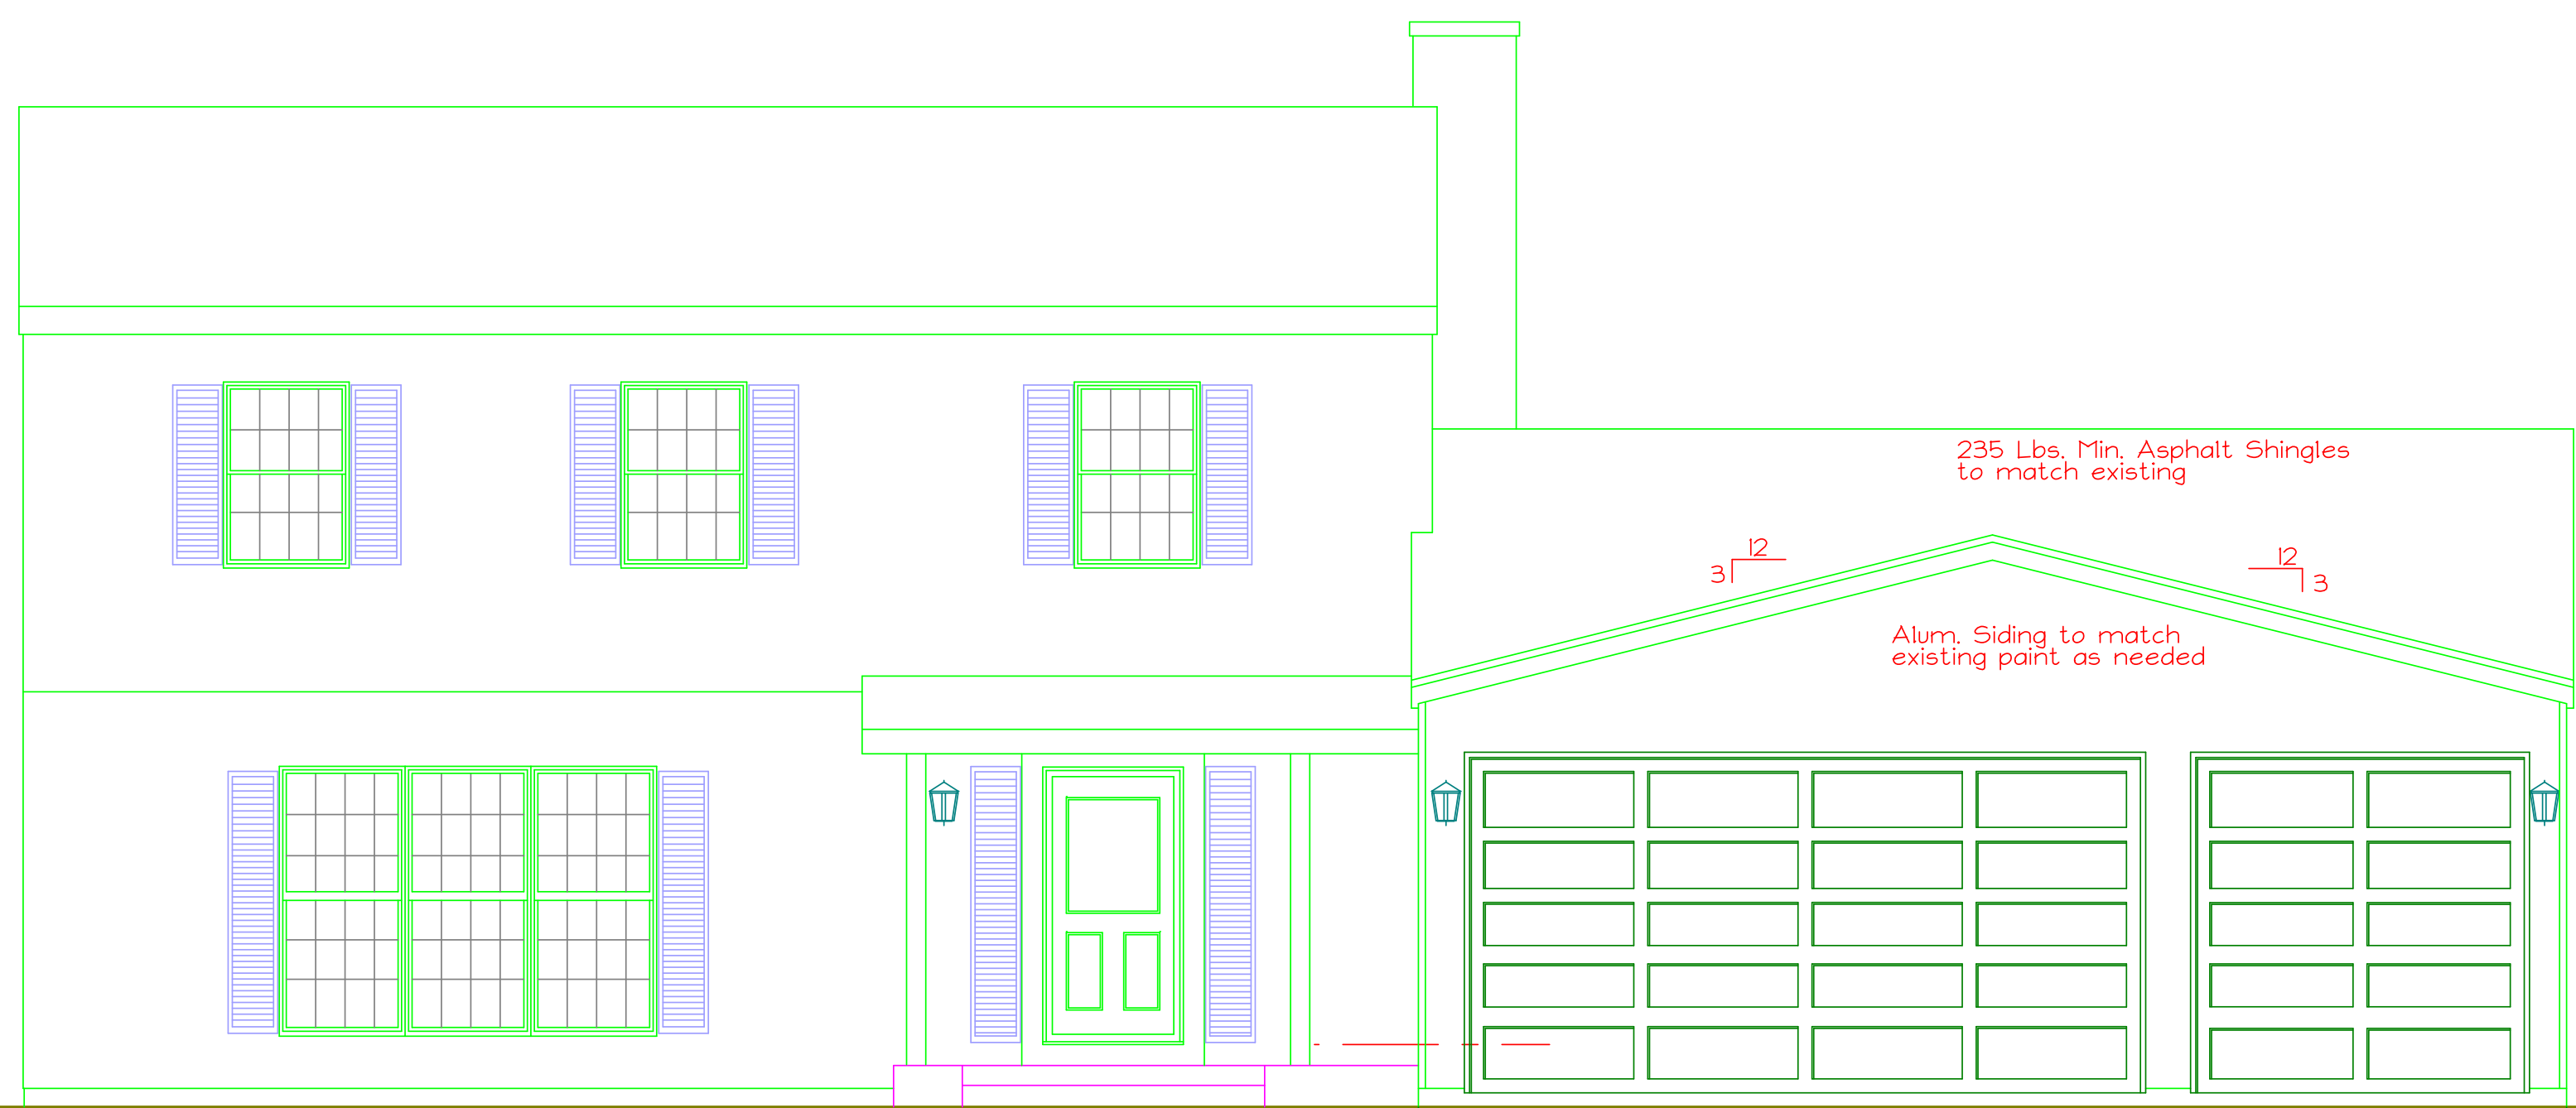 235 Lbs. Min. Asphalt Shingles
to match existing
12
3
12
3
Alum. Siding to match
existing paint as needed